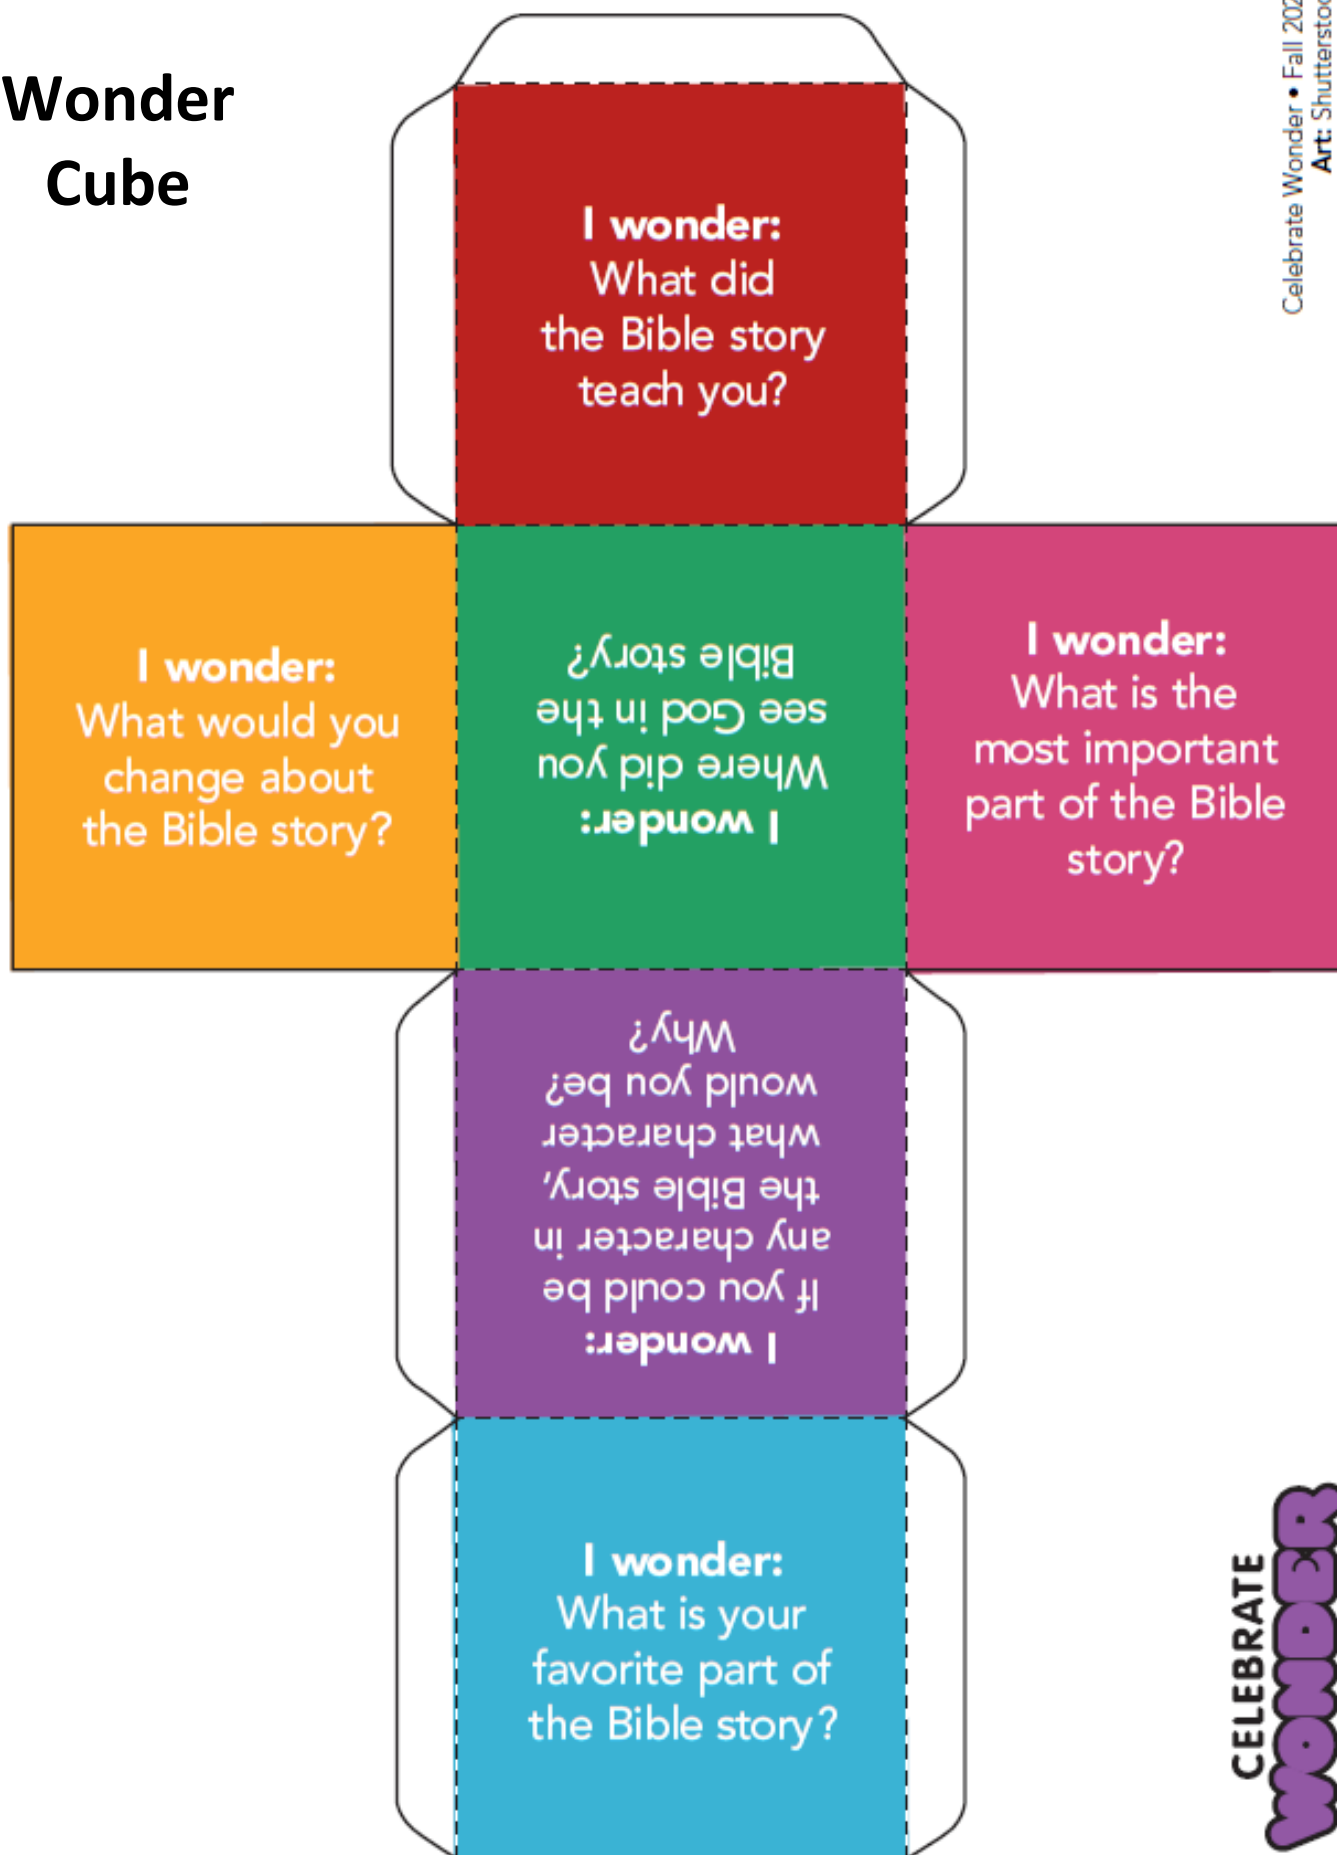 Wonder
Cube
Celebrate Wonder • Fall 202
Art:
I wonder:
What did
the Bible story
teach you?
I wonder:
What would you
change about
the Bible story?
I wonder:
Where did you
see God in the
Bible story?
I wonder:
What is the
most important
part of the Bible
story?
I wonder:
If you could be
any character in
the Bible story,
what character
would you be?
Why?
I wonder:
What is your
favorite part of
the Bible story?
CELEBRATE
WONDER